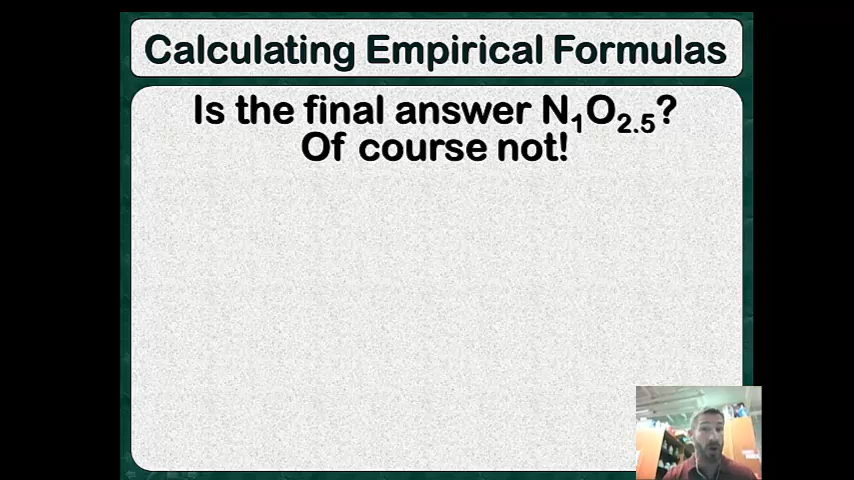 Calculating Empirical Formulas
Is the final answer N₁O₂.₅?
Of course not!